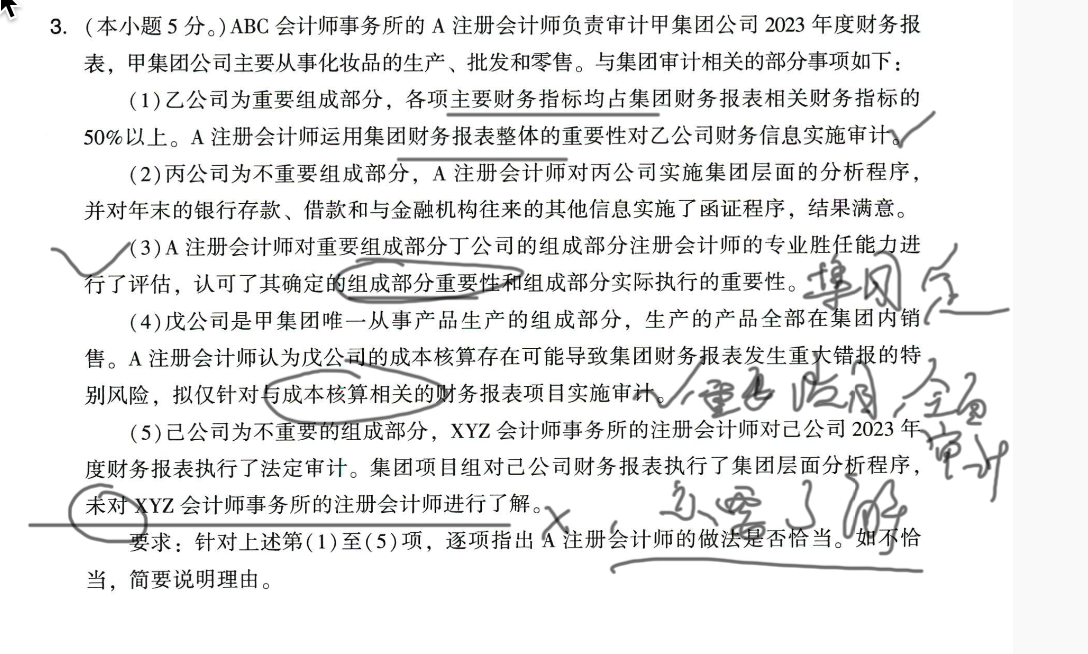 3. (本小题5分。)ABC会计师事务所的A注册会计师负责审计甲集团公司2023年度财务报
表，甲集团公司主要从事化妆品的生产、批发和零售。与集团审计相关的部分事项如下：
(1)乙公司为重要组成部分，各项主要财务指标均占集团财务报表相关财务指标的
50%以上。A注册会计师运用集团财务报表整体的重要性对乙公司财务信息实施审计。
(2)丙公司为不重要组成部分，A注册会计师对丙公司实施集团层面的分析程序，
并对年末的银行存款、借款和与金融机构往来的其他信息实施了函证程序，结果满意。
(3)A注册会计师对重要组成部分丁公司的组成部分注册会计师的专业胜任能力进
行了评估，认可了其确定的组成部分重要性和组成部分实际执行的重要性。
集团定
(4)戊公司是甲集团唯一从事产品生产的组成部分，生产的产品全部在集团内销
售。A注册会计师认为戊公司的成本核算存在可能导致集团财务报表发生重大错报的特
别风险，拟仅针对与成本核算相关的财务报表项目实施审计。
全面
(5)己公司为不重要的组成部分，XYZ会计师事务所的注册会计师对己公司2023年
审计
度财务报表执行了法定审计。集团项目组对己公司财务报表执行了集团层面分析程序，
未对XYZ会计师事务所的注册会计师进行了解。
不需了解
要求：针对上述第(1)至(5)项，逐项指出A注册会计师的做法是否恰当。如不恰
当，简要说明理由。